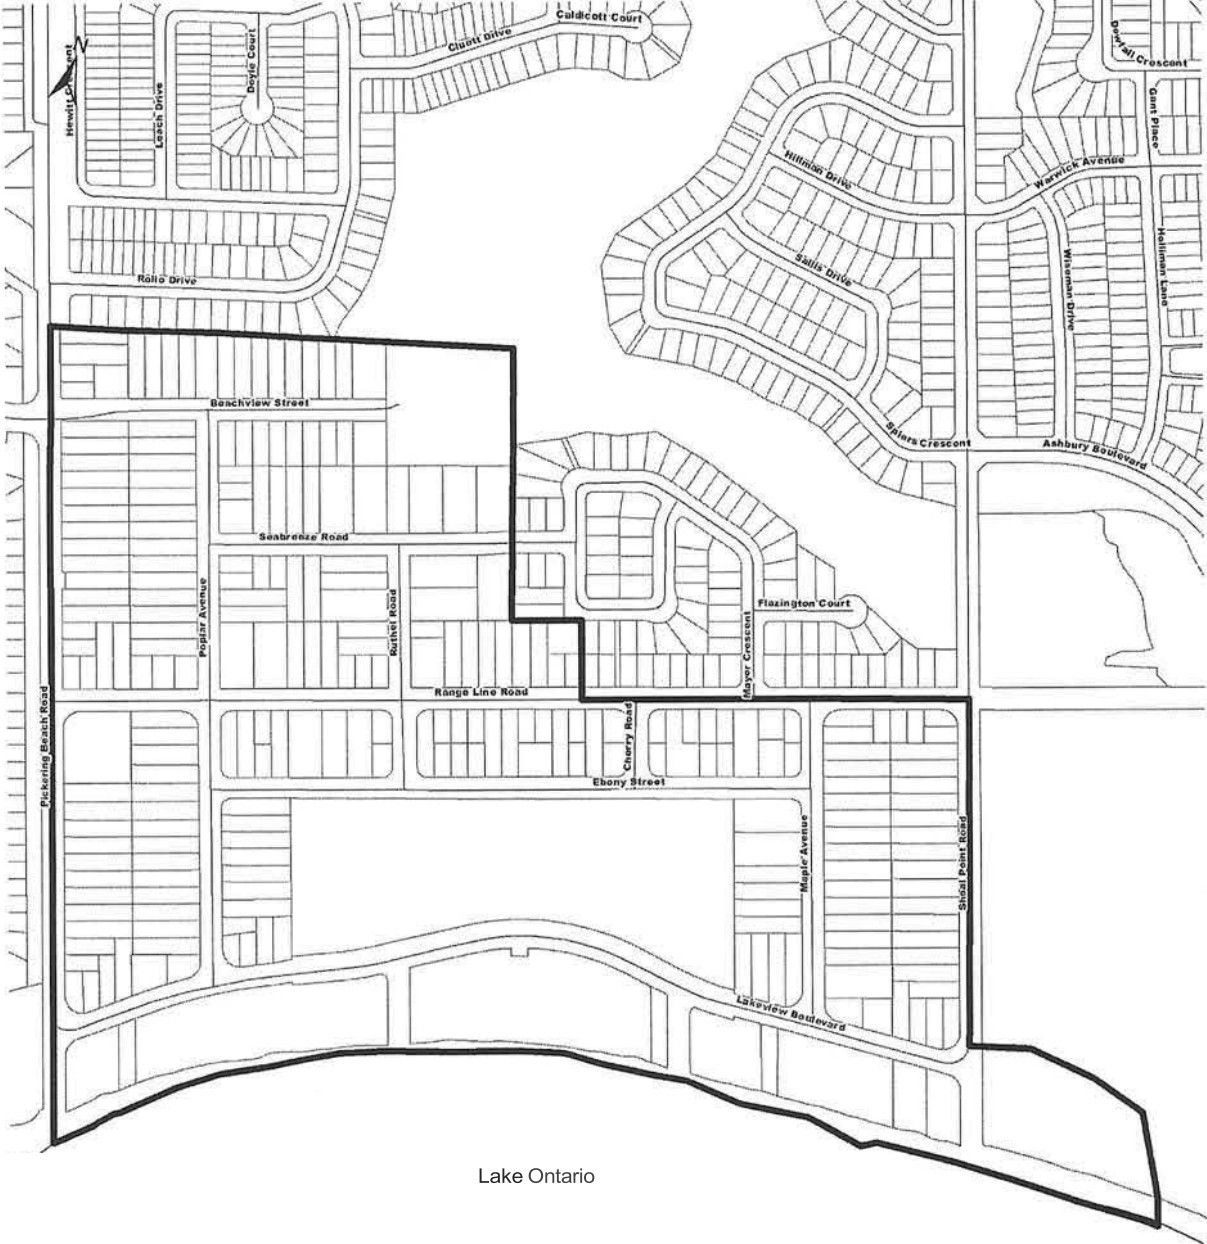 Caldicott Court
Cluett Drive
Dowfall Crescent
N
Hewitt Crescent
Leach Drive
Doyle Court
Gent Place
Hillmon Drive
Warwick Avenue
Rollo Drive
Sallis Drive
Wiseman Drive
Halliman Lane
Beachview Street
Spiers Crescent
Ashbury Boulevard
Seabreeze Road
Poplar Avenue
Ruthel Road
Flazington Court
Mayer Crescent
Range Line Road
Pickering Beach Road
Cherry Road
Ebony Street
Maple Avenue
Shoal Point Road
Lakeview Boulevard
Lake Ontario